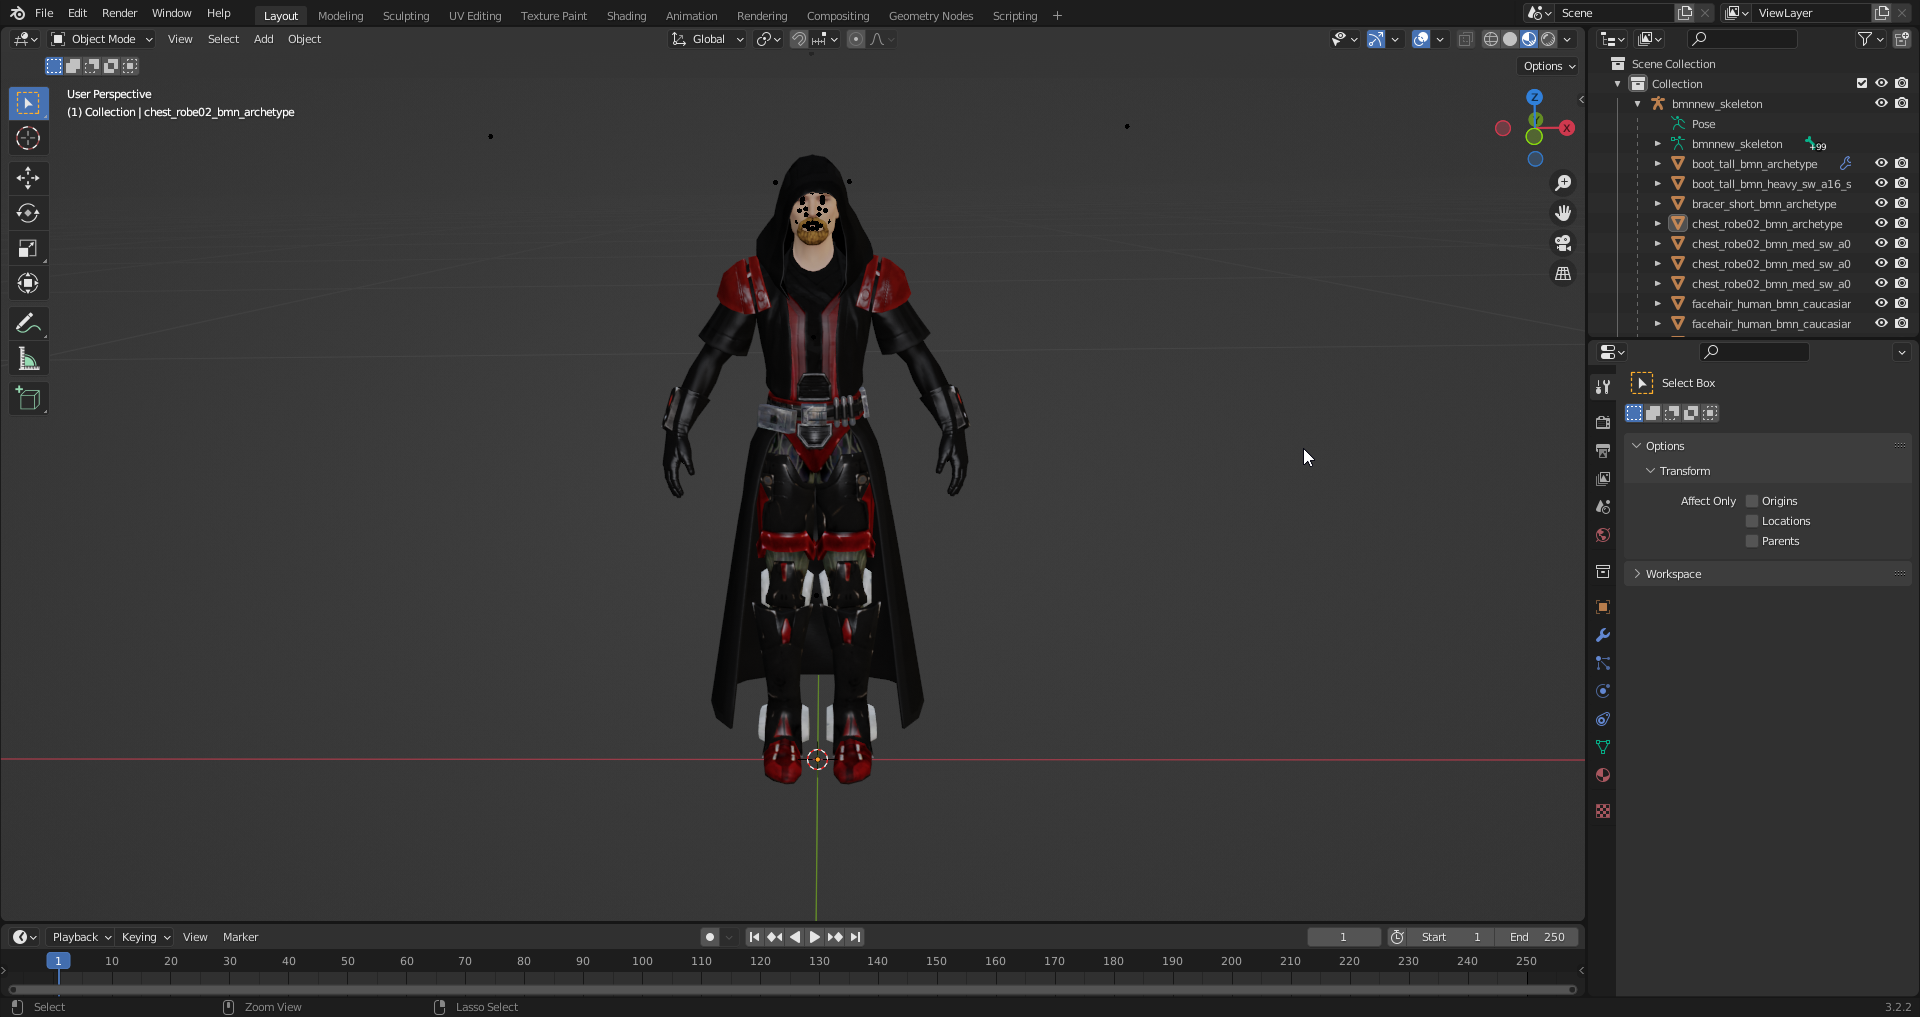 File Edit Render Window Help Layout Modeling Sculpting UV Editing Texture Paint Shading Animation Rendering Compositing Geometry Nodes Scripting + Scene ViewLayer
Object Mode View Select Add Object Global
Options
User Perspective
(1) Collection | chest_robe02_bmn_archetype
Z
X
Scene Collection
Collection
bmnnew_skeleton
Pose
bmnnew_skeleton +99
boot_tall_bmn_archetype
boot_tall_bmn_heavy_sw_a16_s
bracer_short_bmn_archetype
chest_robe02_bmn_archetype
chest_robe02_bmn_med_sw_a0
chest_robe02_bmn_med_sw_a0
chest_robe02_bmn_med_sw_a0
facehair_human_bmn_caucasiar
facehair_human_bmn_caucasiar
Select Box
Options
Transform
Affect Only Origins
Locations
Parents
Workspace
Playback Keying View Marker 1 Start 1 End 250
1 10 20 30 40 50 60 70 80 90 100 110 120 130 140 150 160 170 180 190 200 210 220 230 240 250
Select Zoom View Lasso Select 3.2.2